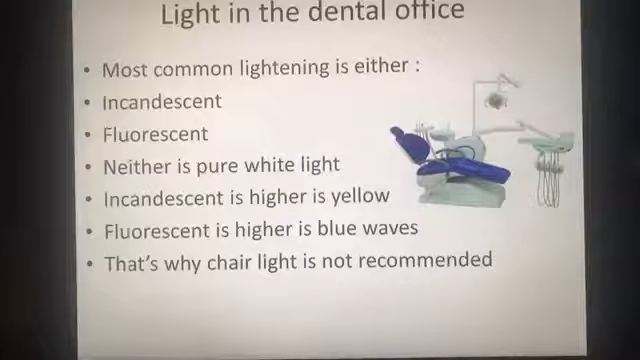 Light in the dental office
• Most common lightening is either :
• Incandescent
• Fluorescent
• Neither is pure white light
• Incandescent is higher is yellow
• Fluorescent is higher is blue waves
• That's why chair light is not recommended